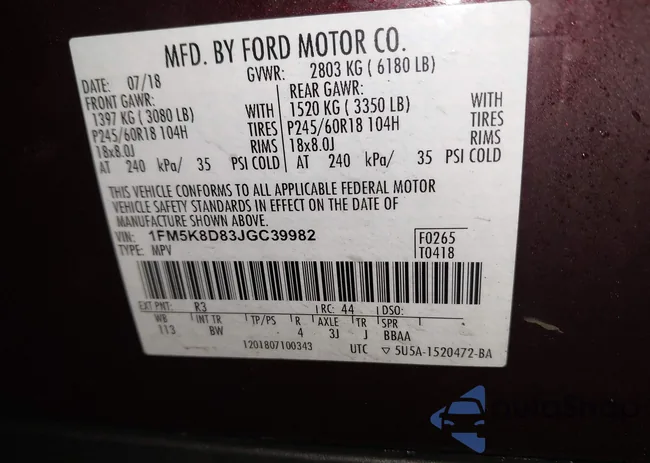 MFD. BY FORD MOTOR CO.
DATE: 07/18 GVWR: 2803 KG ( 6180 LB)
FRONT GAWR: REAR GAWR:
1397 KG ( 3080 LB) WITH 1520 KG ( 3350 LB) WITH
P245/60R18 104H TIRES P245/60R18 104H TIRES
18x8.0J RIMS 18x8.0J RIMS
AT 240 kPa/ 35 PSI COLD AT 240 kPa/ 35 PSI COLD
THIS VEHICLE CONFORMS TO ALL APPLICABLE FEDERAL MOTOR
VEHICLE SAFETY STANDARDS IN EFFECT ON THE DATE OF
MANUFACTURE SHOWN ABOVE.
VIN: 1FM5K8D83JGC39982 F0265
TYPE: MPV T0418
EXT PNT: R3 RC: 44 DSO:
WB INT TR TP/PS R AXLE TR SPR
113 BW 4 3J J BBAA
1201807100343 UTC ▽ 5U5A-1520472-BA
AutoShop